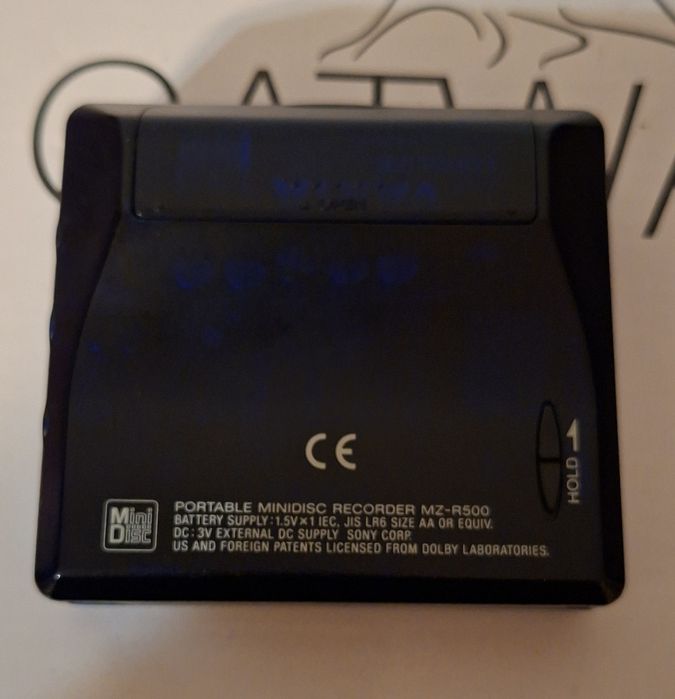 CATW
CE
HOLD
Mini
Disc
PORTABLE MINIDISC RECORDER MZ-R500
BATTERY SUPPLY:1.5V×1 IEC, JIS LR6 SIZE AA OR EQUIV.
DC:3V EXTERNAL DC SUPPLY SONY CORP.
US AND FOREIGN PATENTS LICENSED FROM DOLBY LABORATORIES.